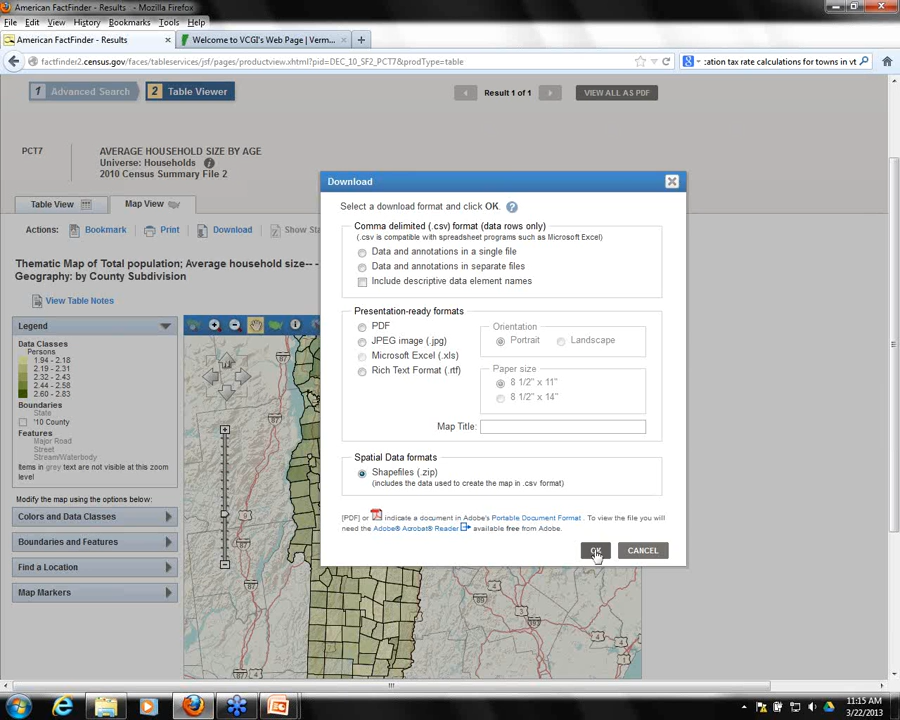 American FactFinder - Results - Mozilla Firefox
File Edit View History Bookmarks Tools Help
American FactFinder - Results × Welcome to VCGI's Web Page | Verm... × +
factfinder2.census.gov/faces/tableservices/jsf/pages/productview.xhtml?pid=DEC_10_SF2_PCT7&prodType=table
:ation tax rate calculations for towns in vt
1 Advanced Search 2 Table Viewer
Result 1 of 1 VIEW ALL AS PDF
PCT7 AVERAGE HOUSEHOLD SIZE BY AGE
Universe: Households
2010 Census Summary File 2
Table View Map View
Actions: Bookmark Print Download Show Sta
Thematic Map of Total population; Average household size-- -
Geography: by County Subdivision
View Table Notes
Legend
Data Classes
Persons
1.94 - 2.18
2.19 - 2.31
2.32 - 2.43
2.44 - 2.58
2.60 - 2.83
Boundaries
State
'10 County
Features
Major Road
Street
Stream/Waterbody
Items in grey text are not visible at this zoom
level
Modify the map using the options below:
Colors and Data Classes
Boundaries and Features
Find a Location
Map Markers
87
87
89
3
4
4
4
Download
Select a download format and click OK. ?
Comma delimited (.csv) format (data rows only)
(.csv is compatible with spreadsheet programs such as Microsoft Excel)
Data and annotations in a single file
Data and annotations in separate files
Include descriptive data element names
Presentation-ready formats
PDF
JPEG image (.jpg)
Microsoft Excel (.xls)
Rich Text Format (.rtf)
Orientation
Portrait Landscape
Paper size
8 1/2" x 11"
8 1/2" x 14"
Map Title:
Spatial Data formats
Shapefiles (.zip)
(includes the data used to create the map in .csv format)
[PDF] or indicate a document in Adobe's Portable Document Format . To view the file you will
need the Adobe® Acrobat® Reader available free from Adobe.
OK CANCEL
11:15 AM
3/22/2013